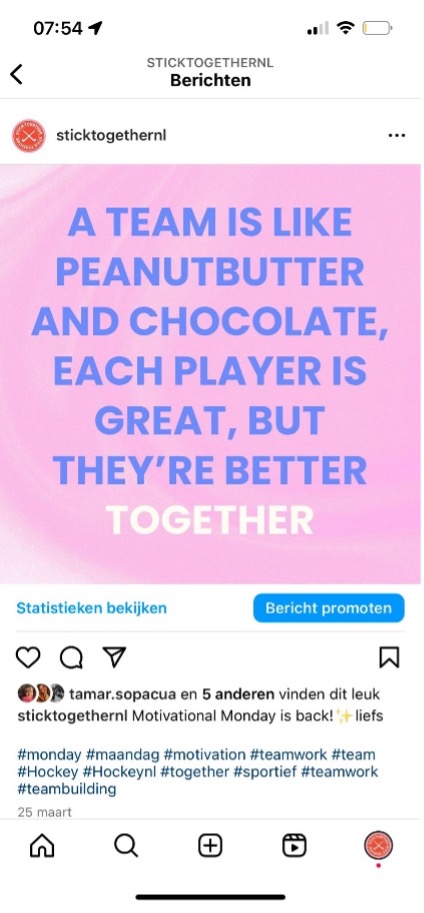 07:54
STICKTOGETHERNL
Berichten
sticktogethernl
A TEAM IS LIKE
PEANUTBUTTER
AND CHOCOLATE,
EACH PLAYER IS
GREAT, BUT
THEY’RE BETTER
TOGETHER
Statistieken bekijken
Bericht promoten
tamar.sopacua en 5 anderen vinden dit leuk
sticktogethernl Motivational Monday is back!✨ liefs
#monday #maandag #motivation #teamwork #team
#Hockey #Hockeynl #together #sportief #teamwork
#teambuilding
25 maart